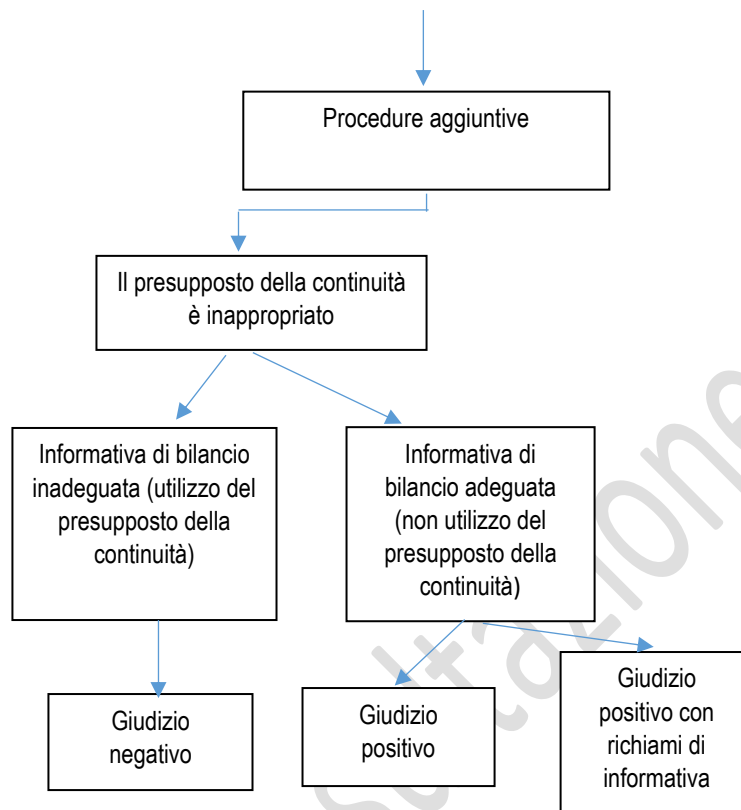 Procedure aggiuntive
Il presupposto della continuità
è inappropriato
Informativa di bilancio
inadeguata (utilizzo del
presupposto della
continuità)
Informativa di
bilancio adeguata
(non utilizzo del
presupposto della
continuità)
Giudizio
negativo
Giudizio
positivo
Giudizio
positivo con
richiami di
informativa